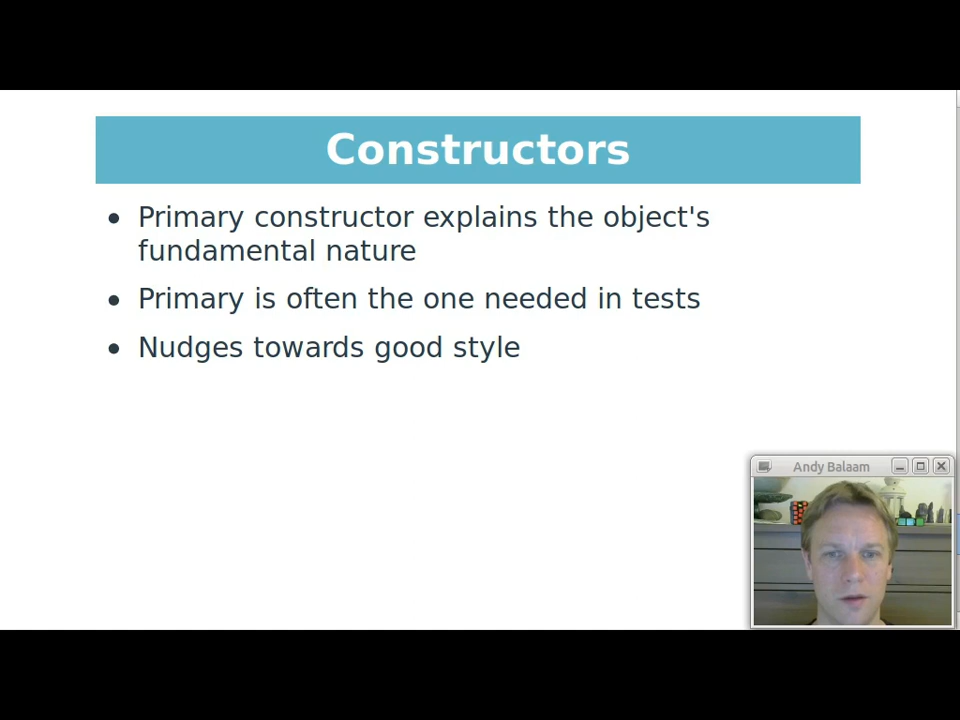 Constructors
Primary constructor explains the object's
fundamental nature
Primary is often the one needed in tests
Nudges towards good style
Andy Balaam